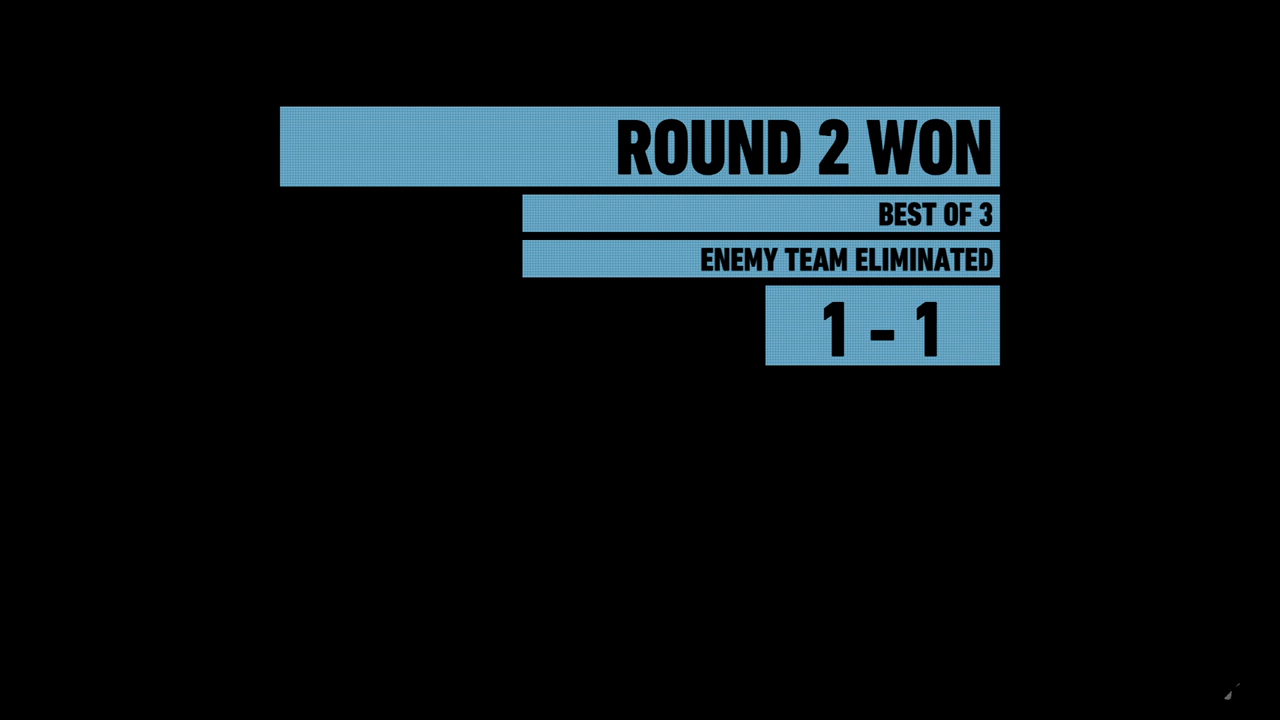 ROUND 2 WON
BEST OF 3
ENEMY TEAM ELIMINATED
1 - 1